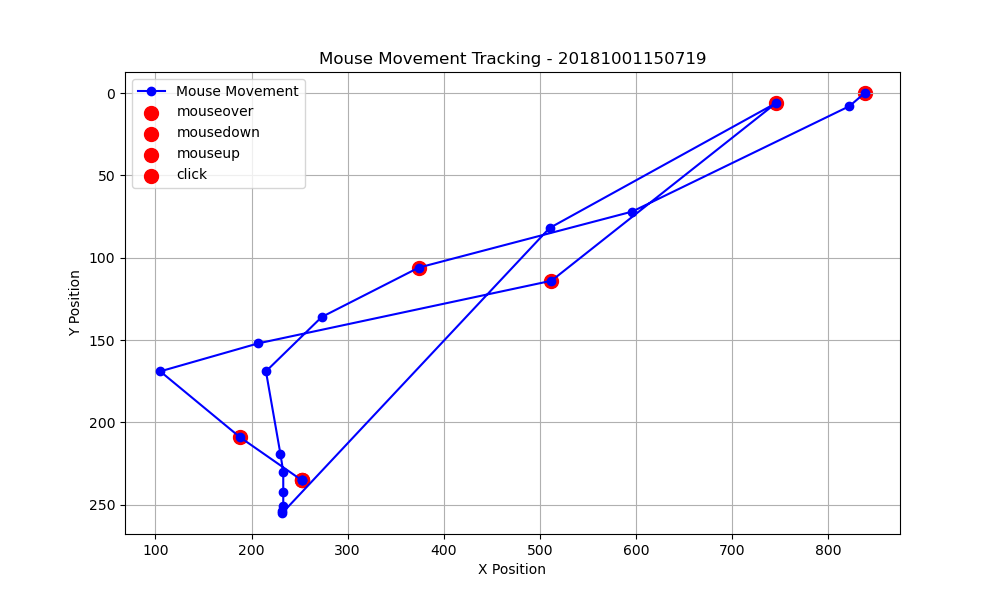 Mouse Movement Tracking - 20181001150719
Mouse Movement
mouseover
mousedown
mouseup
click
0
50
100
150
200
250
Y Position
100 200 300 400 500 600 700 800
X Position